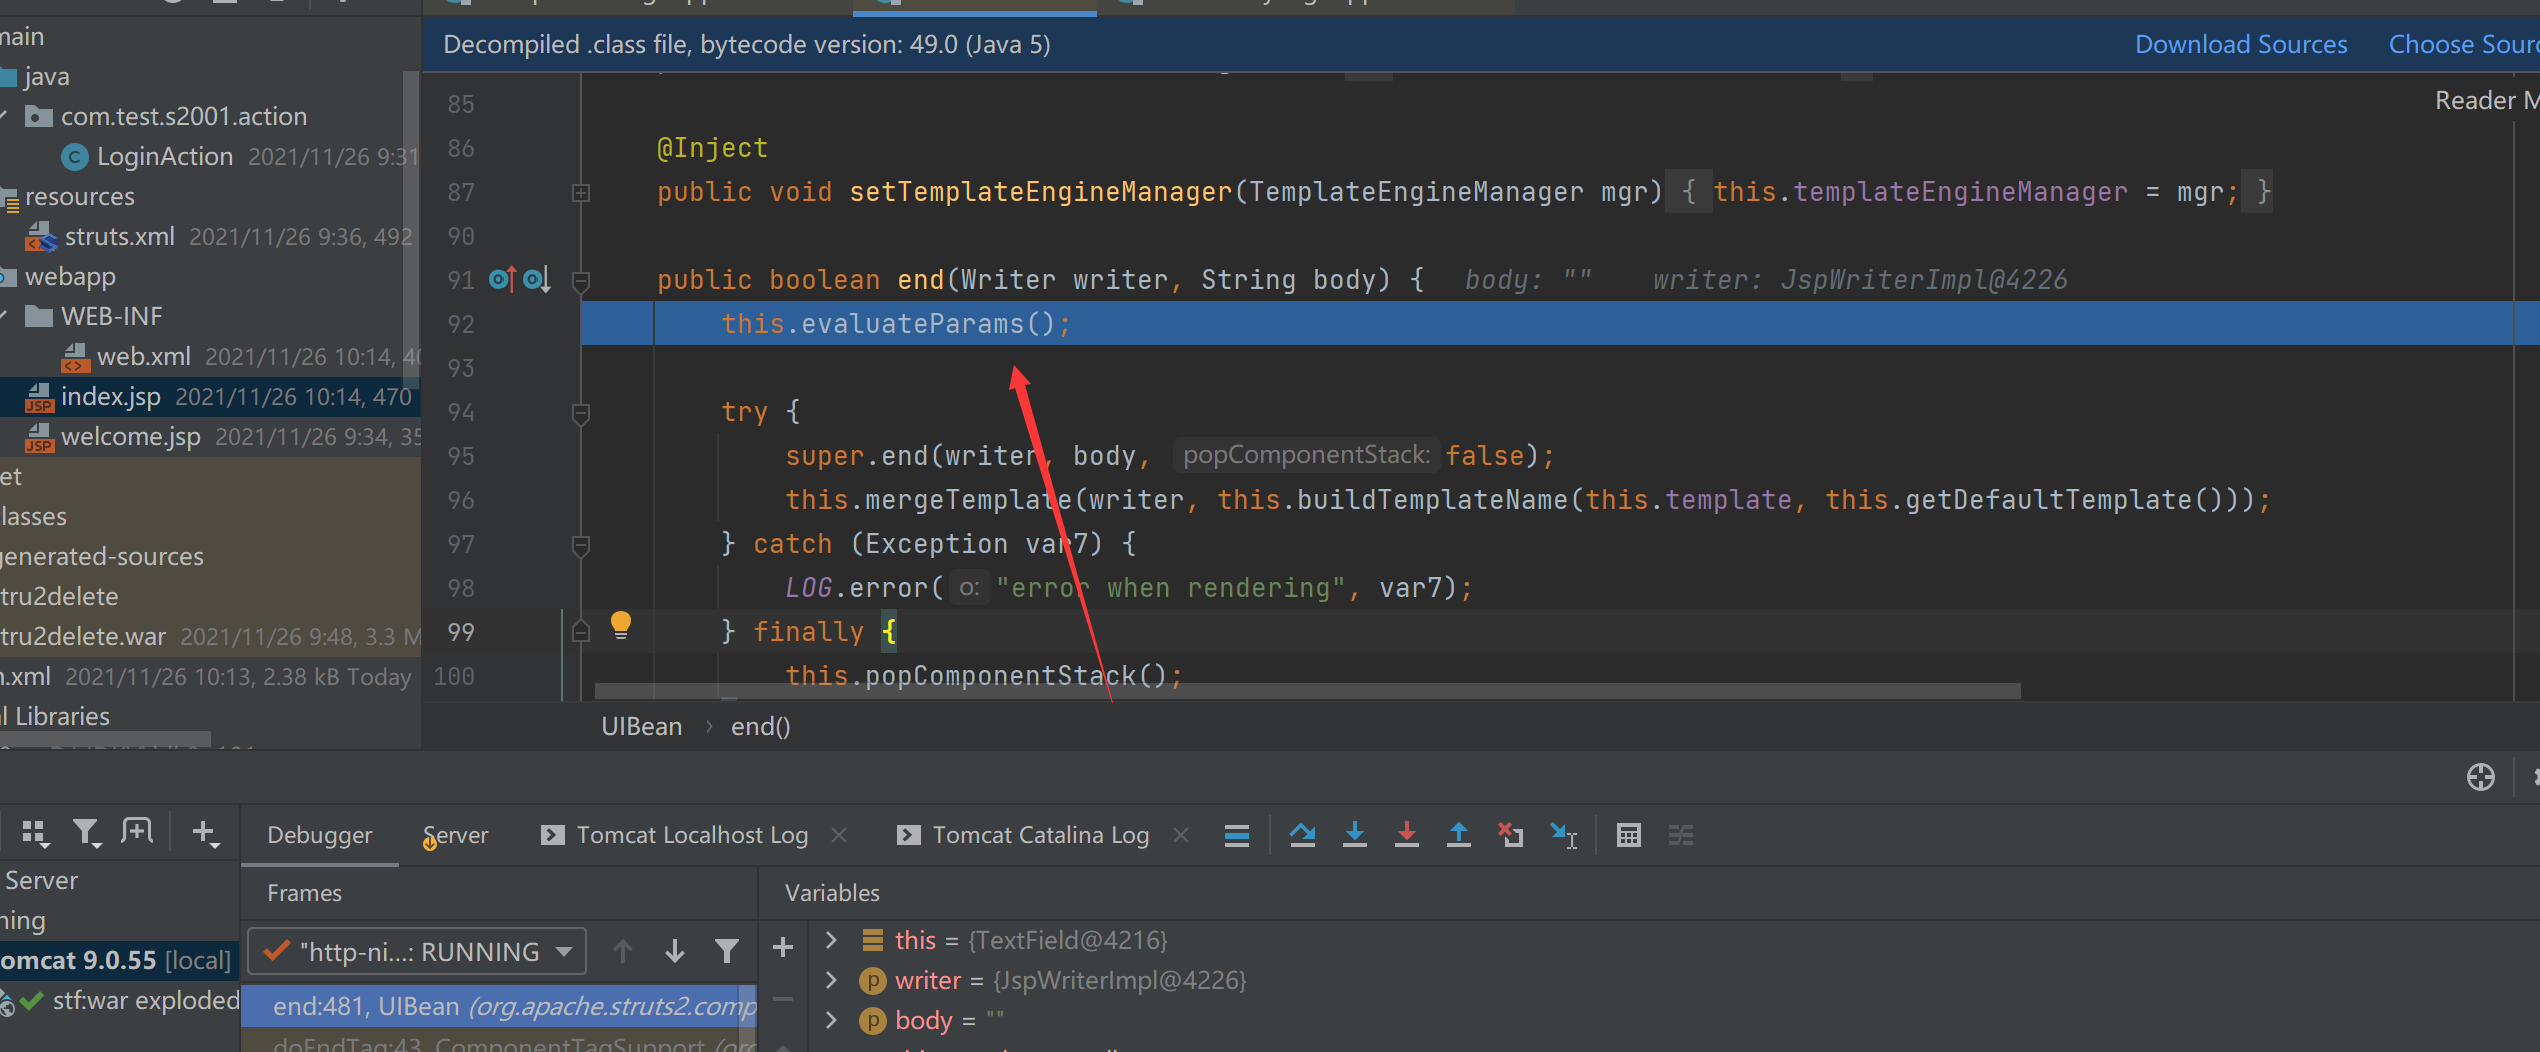 Decompiled .class file, bytecode version: 49.0 (Java 5) Download Sources Choose Sour
Reader M
main
java
com.test.s2001.action
LoginAction 2021/11/26 9:31
resources
struts.xml 2021/11/26 9:36, 492
webapp
WEB-INF
web.xml 2021/11/26 10:14, 40
index.jsp 2021/11/26 10:14, 470
welcome.jsp 2021/11/26 9:34, 35
et
lasses
generated-sources
tru2delete
tru2delete.war 2021/11/26 9:48, 3.3 M
.xml 2021/11/26 10:13, 2.38 kB Today
l Libraries
85
86 @Inject
87 public void setTemplateEngineManager(TemplateEngineManager mgr) { this.templateEngineManager = mgr; }
90
91 public boolean end(Writer writer, String body) { body: "" writer: JspWriterImpl@4226
92 this.evaluateParams();
93
94 try {
95 super.end(writer, body, popComponentStack: false);
96 this.mergeTemplate(writer, this.buildTemplateName(this.template, this.getDefaultTemplate()));
97 } catch (Exception var7) {
98 LOG.error( o: "error when rendering", var7);
99 } finally {
100 this.popComponentStack();
UIBean › end()
Debugger Server Tomcat Localhost Log Tomcat Catalina Log
Server
ning
omcat 9.0.55 [local]
stf:war exploded
Frames
"http-ni...: RUNNING
end:481, UIBean (org.apache.struts2.comp
doEndTag:43, ComponentTagSupport (or
Variables
this = {TextField@4216}
writer = {JspWriterImpl@4226}
body = ""